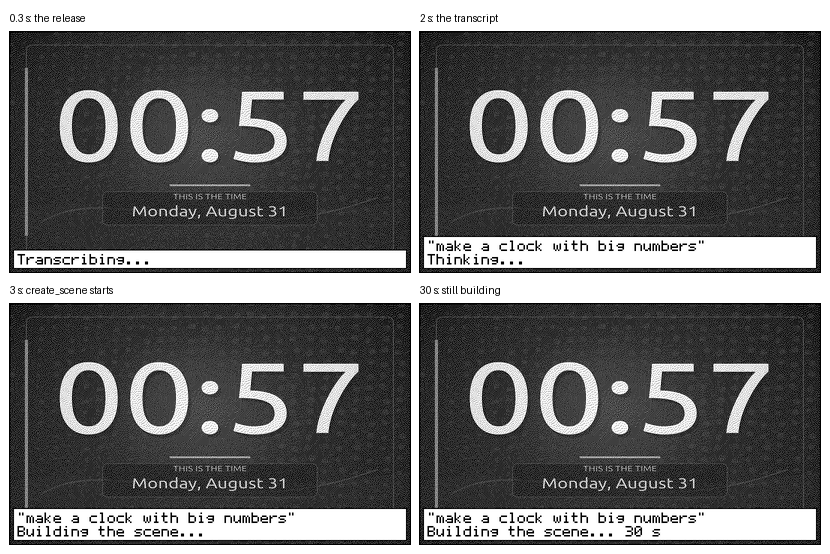 0.3 s: the release
00:57
THIS IS THE TIME
Monday, August 31
Transcribing...
2 s: the transcript
00:57
THIS IS THE TIME
Monday, August 31
"make a clock with big numbers"
Thinking...
3 s: create_scene starts
00:57
THIS IS THE TIME
Monday, August 31
"make a clock with big numbers"
Building the scene...
30 s: still building
00:57
THIS IS THE TIME
Monday, August 31
"make a clock with big numbers"
Building the scene... 30 s